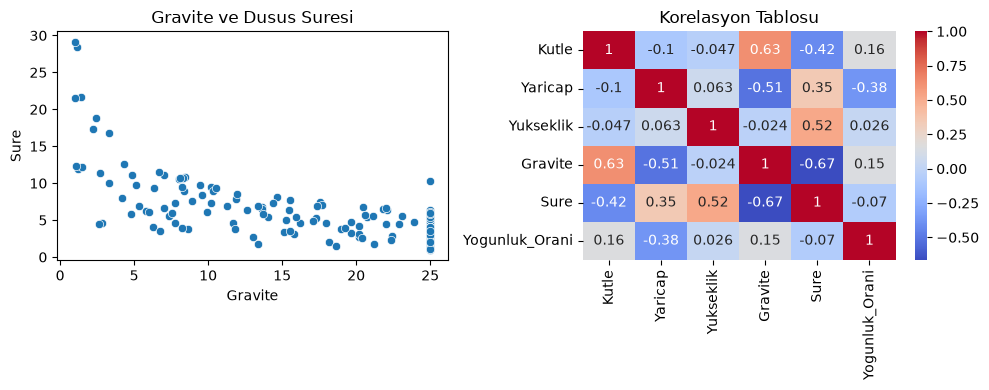 Gravite ve Dusus Suresi
30
25
20
15
10
5
0
Sure
0 5 10 15 20 25
Gravite
Korelasyon Tablosu
Kutle 1 -0.1 -0.047 0.63 -0.42 0.16
Yaricap -0.1 1 0.063 -0.51 0.35 -0.38
Yukseklik -0.047 0.063 1 -0.024 0.52 0.026
Gravite 0.63 -0.51 -0.024 1 -0.67 0.15
Sure -0.42 0.35 0.52 -0.67 1 -0.07
Yogunluk_Orani 0.16 -0.38 0.026 0.15 -0.07 1
Kutle Yaricap Yukseklik Gravite Sure Yogunluk_Orani
1.00
0.75
0.50
0.25
0.00
−0.25
−0.50